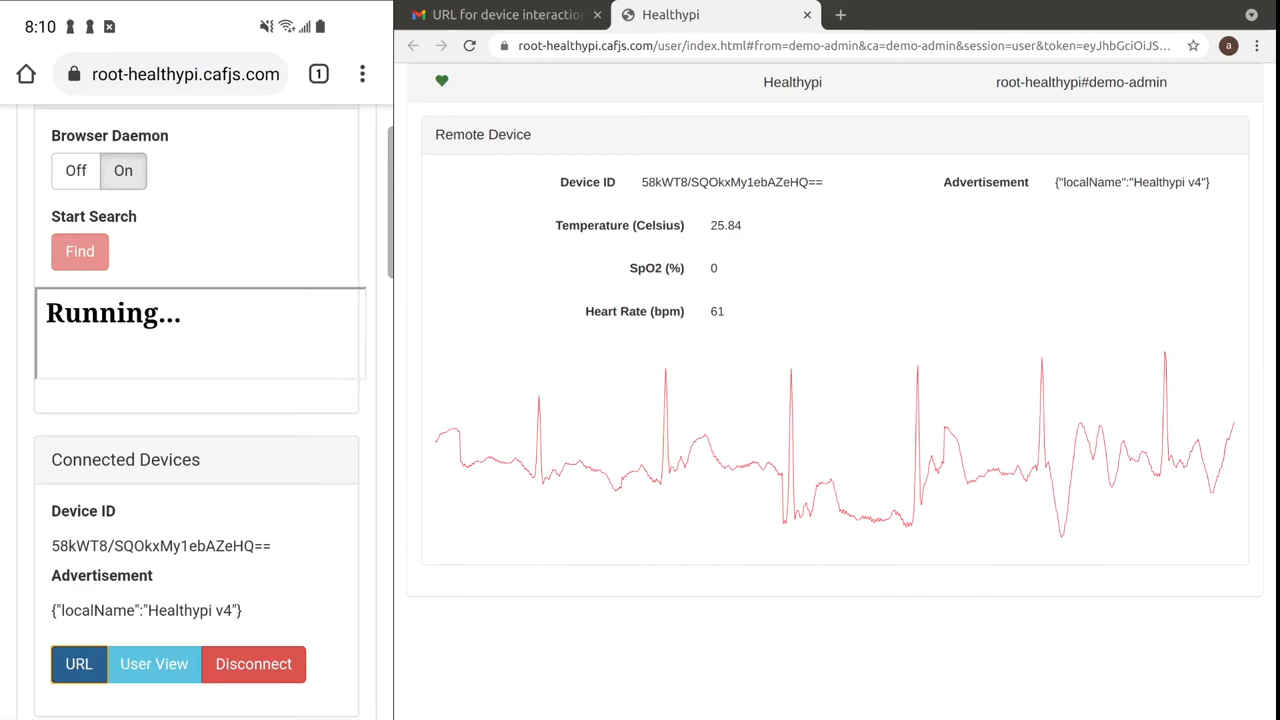 8:10
root-healthypi.cafjs.com
1
Browser Daemon
Off On
Start Search
Find
Running...
Connected Devices
Device ID
58kWT8/SQOkxMy1ebAZeHQ==
Advertisement
{"localName":"Healthypi v4"}
URL User View Disconnect
URL for device interaction
Healthypi
root-healthypi.cafjs.com/user/index.html#from=demo-admin&ca=demo-admin&session=user&token=eyJhbGciOiJS...
a
Healthypi
root-healthypi#demo-admin
Remote Device
Device ID 58kWT8/SQOkxMy1ebAZeHQ== Advertisement {"localName":"Healthypi v4"}
Temperature (Celsius) 25.84
SpO2 (%) 0
Heart Rate (bpm) 61